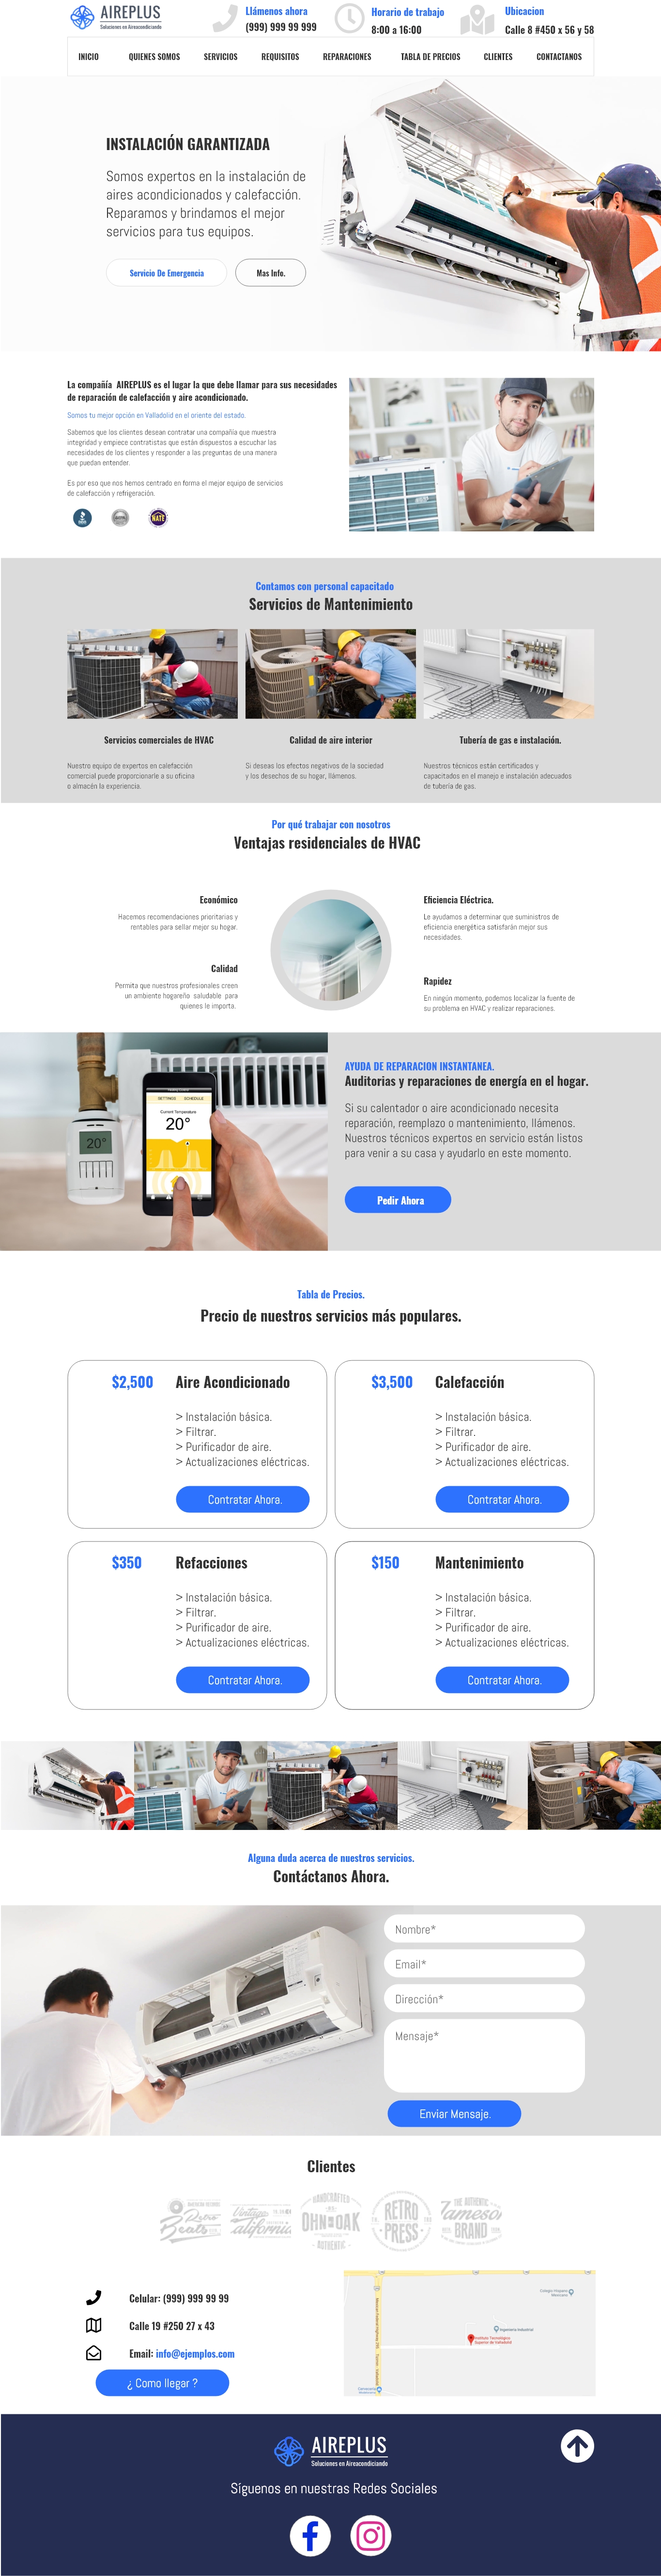 AIREPLUS
Soluciones en Aireacondiciando
Llámenos ahora
(999) 999 99 999
Horario de trabajo
8:00 a 16:00
Ubicacion
Calle 8 #450 x 56 y 58
INICIO
QUIENES SOMOS
SERVICIOS
REQUISITOS
REPARACIONES
TABLA DE PRECIOS
CLIENTES
CONTACTANOS
INSTALACIÓN GARANTIZADA
Somos expertos en la instalación de
aires acondicionados y calefacción.
Reparamos y brindamos el mejor
servicios para tus equipos.
Servicio De Emergencia
Mas Info.
La compañía AIREPLUS es el lugar la que debe llamar para sus necesidades
de reparación de calefacción y aire acondicionado.
Somos tu mejor opción en Valladolid en el oriente del estado.
Sabemos que los clientes desean contratar una compañía que muestra
integridad y empiece contratistas que están dispuestos a escuchar las
necesidades de los clientes y responder a las preguntas de una manera
que puedan entender.
Es por eso que nos hemos centrado en forma el mejor equipo de servicios
de calefacción y refrigeración.
NATE
Contamos con personal capacitado
Servicios de Mantenimiento
Servicios comerciales de HVAC
Nuestro equipo de expertos en calefacción
comercial puede proporcionarle a su oficina
o almacén la experiencia.
Calidad de aire interior
Si deseas los efectos negativos de la sociedad
y los desechos de su hogar, llámenos.
Tubería de gas e instalación.
Nuestros técnicos están certificados y
capacitados en el manejo e instalación adecuados
de tubería de gas.
Por qué trabajar con nosotros
Ventajas residenciales de HVAC
Económico
Hacemos recomendaciones prioritarias y
rentables para sellar mejor su hogar.
Calidad
Permita que nuestros profesionales creen
un ambiente hogareño saludable para
quienes le importa.
Eficiencia Eléctrica.
Le ayudamos a determinar que suministros de
eficiencia energética satisfarán mejor sus
necesidades.
Rapidez
En ningún momento, podemos localizar la fuente de
su problema en HVAC y realizar reparaciones.
20°
SETTINGS
SCHEDULE
Current Temperature
20°
AYUDA DE REPARACION INSTANTANEA.
Auditorias y reparaciones de energía en el hogar.
Si su calentador o aire acondicionado necesita
reparación, reemplazo o mantenimiento, llámenos.
Nuestros técnicos expertos en servicio están listos
para venir a su casa y ayudarlo en este momento.
Pedir Ahora
Tabla de Precios.
Precio de nuestros servicios más populares.
$2,500
Aire Acondicionado
> Instalación básica.
> Filtrar.
> Purificador de aire.
> Actualizaciones eléctricas.
Contratar Ahora.
$3,500
Calefacción
> Instalación básica.
> Filtrar.
> Purificador de aire.
> Actualizaciones eléctricas.
Contratar Ahora.
$350
Refacciones
> Instalación básica.
> Filtrar.
> Purificador de aire.
> Actualizaciones eléctricas.
Contratar Ahora.
$150
Mantenimiento
> Instalación básica.
> Filtrar.
> Purificador de aire.
> Actualizaciones eléctricas.
Contratar Ahora.
Alguna duda acerca de nuestros servicios.
Contáctanos Ahora.
Nombre*
Email*
Dirección*
Mensaje*
Enviar Mensaje.
Clientes
Retro
Beats
Vintage
California
HANDCRAFTED
OHN OAK
AUTHENTIC
RETRO
PRESS
THE AUTHENTIC
Jameson
BRAND
Celular: (999) 999 99 99
Calle 19 #250 27 x 43
Email: info@ejemplos.com
¿ Como llegar ?
Colegio Hispano
Mexicano
Ingeniería Industrial
Instituto Tecnológico
Superior de Valladolid
AIREPLUS
Soluciones en Aireacondiciando
Síguenos en nuestras Redes Sociales